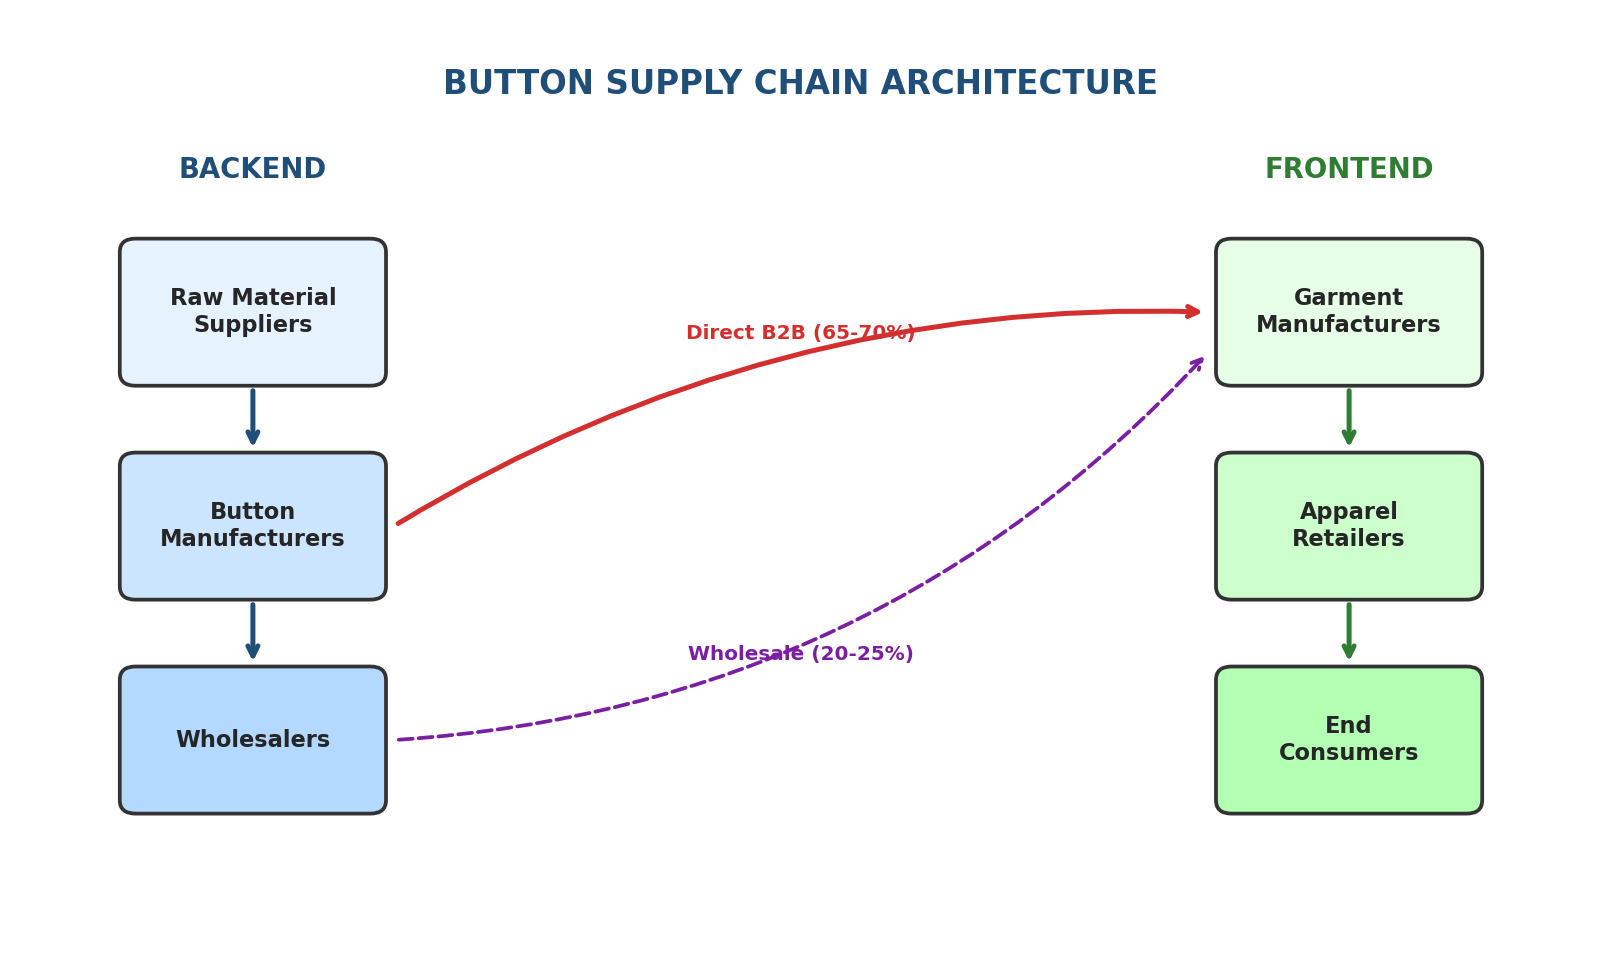 BUTTON SUPPLY CHAIN ARCHITECTURE
BACKEND
FRONTEND
Raw Material
Suppliers
Garment
Manufacturers
Direct B2B (65-70%)
Button
Manufacturers
Apparel
Retailers
Wholesale (20-25%)
Wholesalers
End
Consumers